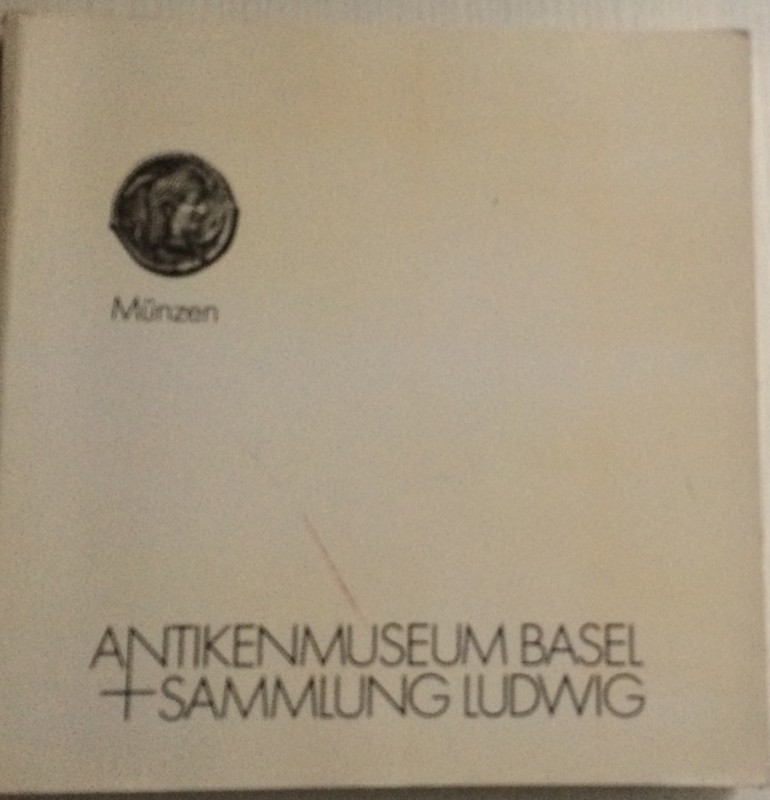 Münzen
ANTIKENMUSEUM BASEL
+SAMMLUNG LUDWIG